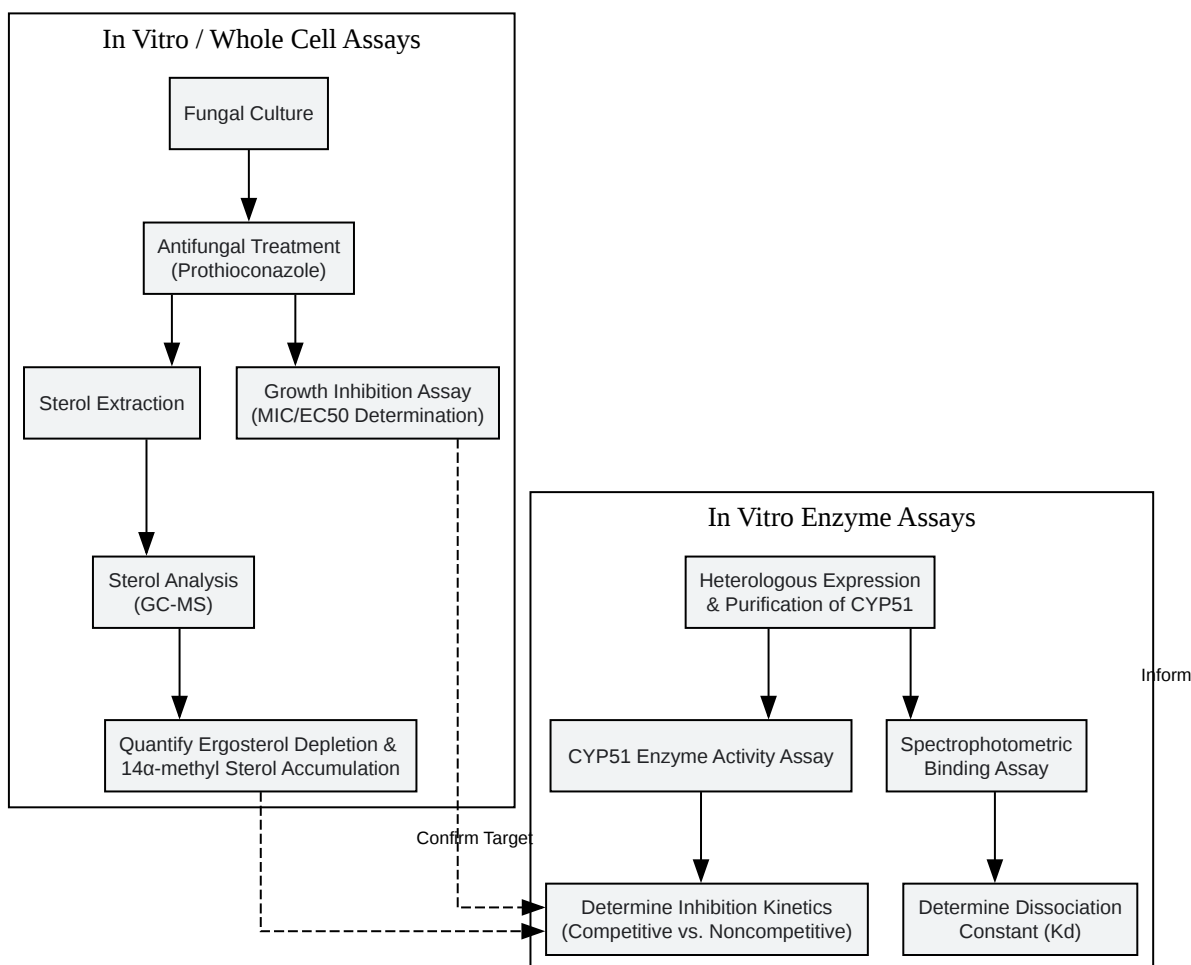 In Vitro / Whole Cell Assays
Fungal Culture
Antifungal Treatment
(Prothioconazole)
Sterol Extraction
Growth Inhibition Assay
(MIC/EC50 Determination)
Sterol Analysis
(GC-MS)
Quantify Ergosterol Depletion &
14α-methyl Sterol Accumulation
Confirm Target
In Vitro Enzyme Assays
Heterologous Expression
& Purification of CYP51
Inform
CYP51 Enzyme Activity Assay
Spectrophotometric
Binding Assay
Determine Inhibition Kinetics
(Competitive vs. Noncompetitive)
Determine Dissociation
Constant (Kd)